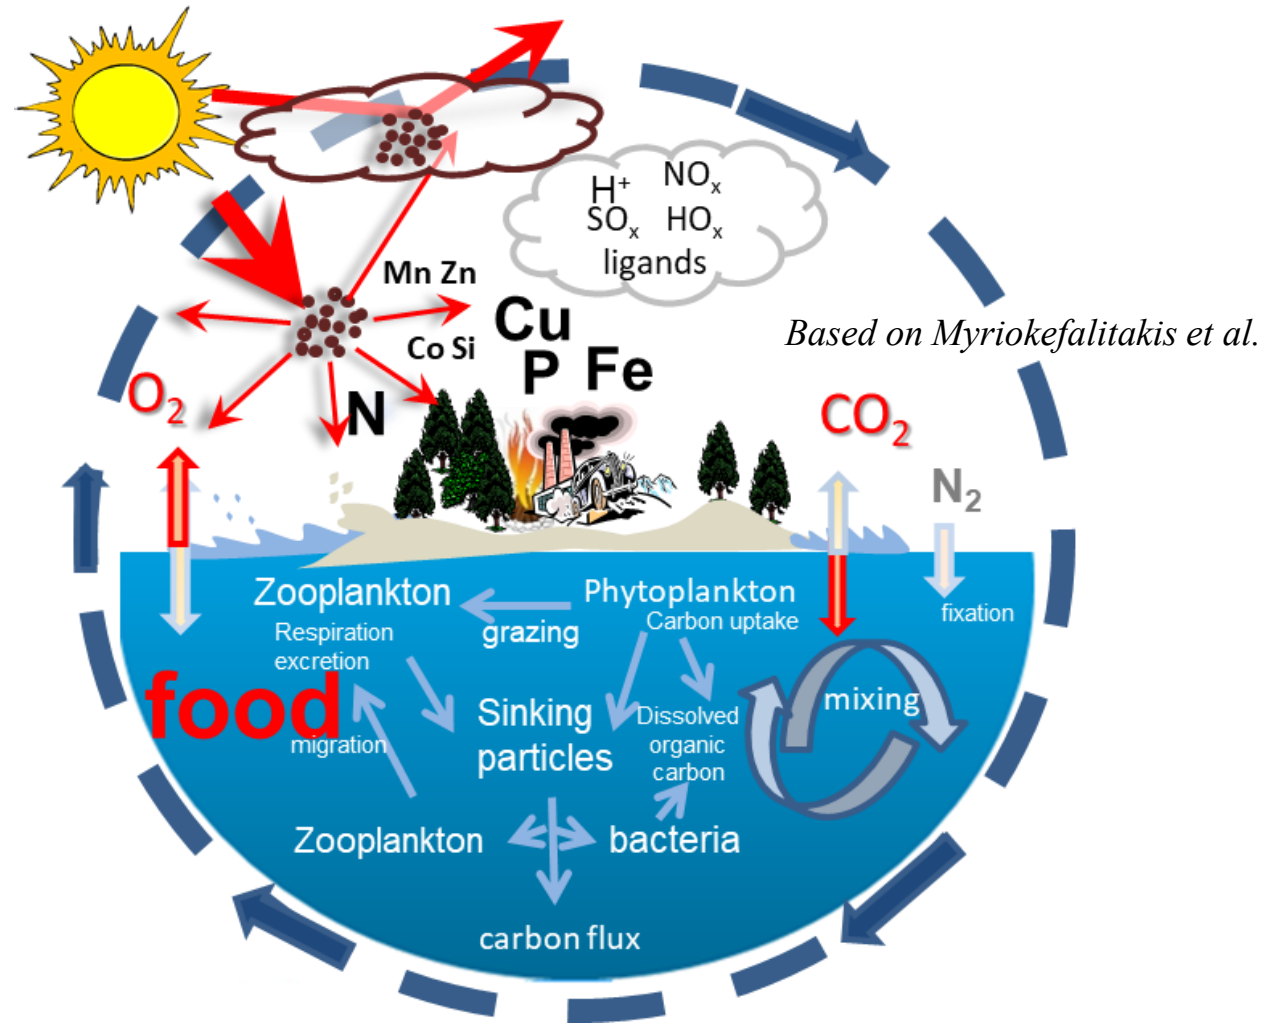 H⁺ NOₓ
SOₓ HOₓ
ligands
Mn Zn
Co Si
Cu
P Fe
N
Based on Myriokefalitakis et al.
O₂
CO₂
N₂
Zooplankton
Respiration
excretion
grazing
Phytoplankton
Carbon uptake
fixation
food
migration
Sinking
particles
Dissolved
organic
carbon
mixing
Zooplankton
bacteria
carbon flux